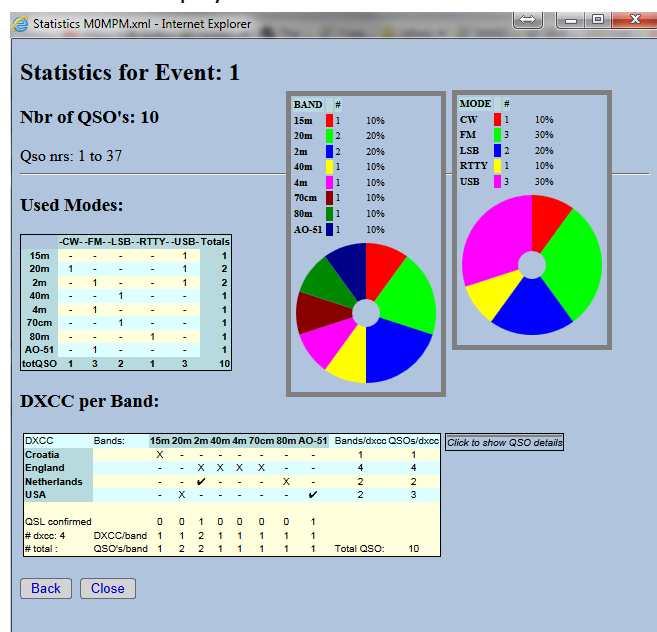 Statistics M0MPM.xml - Internet Explorer
Statistics for Event: 1
Nbr of QSO's: 10
Qso nrs: 1 to 37
BAND #
15m 1 10%
20m 2 20%
2m 2 20%
40m 1 10%
4m 1 10%
70cm 1 10%
80m 1 10%
AO-51 1 10%
MODE #
CW 1 10%
FM 3 30%
LSB 2 20%
RTTY 1 10%
USB 3 30%
Used Modes:
-CW- -FM- -LSB- -RTTY- -USB- Totals
15m - - - - 1 1
20m 1 - - - 1 2
2m - 1 - - 1 2
40m - - 1 - - 1
4m - 1 - - - 1
70cm - - 1 - - 1
80m - - - 1 - 1
AO-51 - 1 - - - 1
totQSO 1 3 2 1 3 10
DXCC per Band:
DXCC Bands: 15m 20m 2m 40m 4m 70cm 80m AO-51 Bands/dxcc QSOs/dxcc
Croatia X - - - - - - - 1 1
England - - X X X X - - 4 4
Netherlands - - ✔ - - - X - 2 2
USA - X - - - - - ✔ 2 3
QSL confirmed 0 0 1 0 0 0 0 1
# dxcc: 4 DXCC/band 1 1 2 1 1 1 1 1
# total : QSO's/band 1 2 2 1 1 1 1 1 Total QSO: 10
Click to show QSO details
Back Close